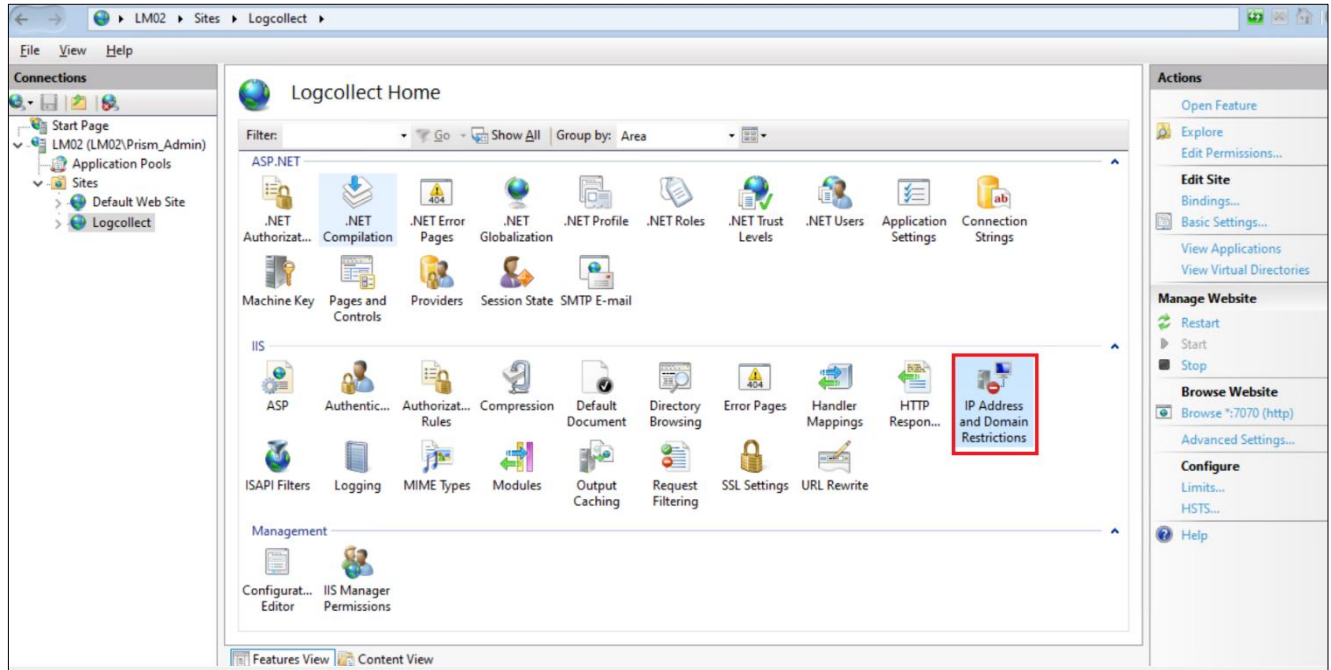 LM02 ▸ Sites ▸ Logcollect ▸
File View Help
Connections
Start Page
LM02 (LM02\Prism_Admin)
Application Pools
Sites
Default Web Site
Logcollect
Logcollect Home
Filter: Go Show All Group by: Area
ASP.NET
.NET Authorizat...
.NET Compilation
404
.NET Error Pages
.NET Globalization
.NET Profile
.NET Roles
.NET Trust Levels
.NET Users
Application Settings
ab
Connection Strings
Machine Key
Pages and Controls
Providers
Session State
SMTP E-mail
IIS
ASP
Authentic...
Authorizat... Rules
Compression
Default Document
Directory Browsing
404
Error Pages
Handler Mappings
HTTP Respon...
IP Address and Domain Restrictions
ISAPI Filters
Logging
MIME Types
Modules
Output Caching
Request Filtering
SSL Settings
URL Rewrite
Management
Configurat... Editor
IIS Manager Permissions
Features View Content View
Actions
Open Feature
Explore
Edit Permissions...
Edit Site
Bindings...
Basic Settings...
View Applications
View Virtual Directories
Manage Website
Restart
Start
Stop
Browse Website
Browse *:7070 (http)
Advanced Settings...
Configure
Limits...
HSTS...
Help